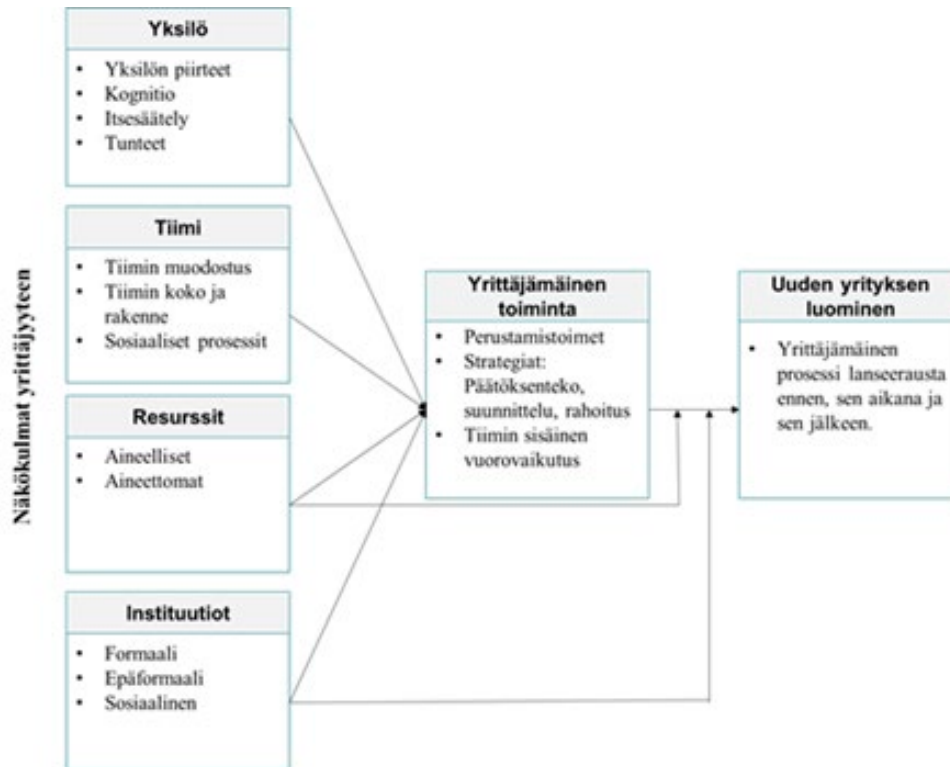 Näkökulmat yrittäjyyteen
Yksilö
• Yksilön piirteet
• Kognitio
• Itsesäätely
• Tunteet
Tiimi
• Tiimin muodostus
• Tiimin koko ja
rakenne
• Sosiaaliset prosessit
Resurssit
• Aineelliset
• Aineettomat
Instituutiot
• Formaali
• Epäformaali
• Sosiaalinen
Yrittäjämäinen
toiminta
• Perustamistoimet
• Strategiat:
Päätöksenteko,
suunnittelu, rahoitus
• Tiimin sisäinen
vuorovaikutus
Uuden yrityksen
luominen
• Yrittäjämäinen
prosessi lanseerausta
ennen, sen aikana ja
sen jälkeen.